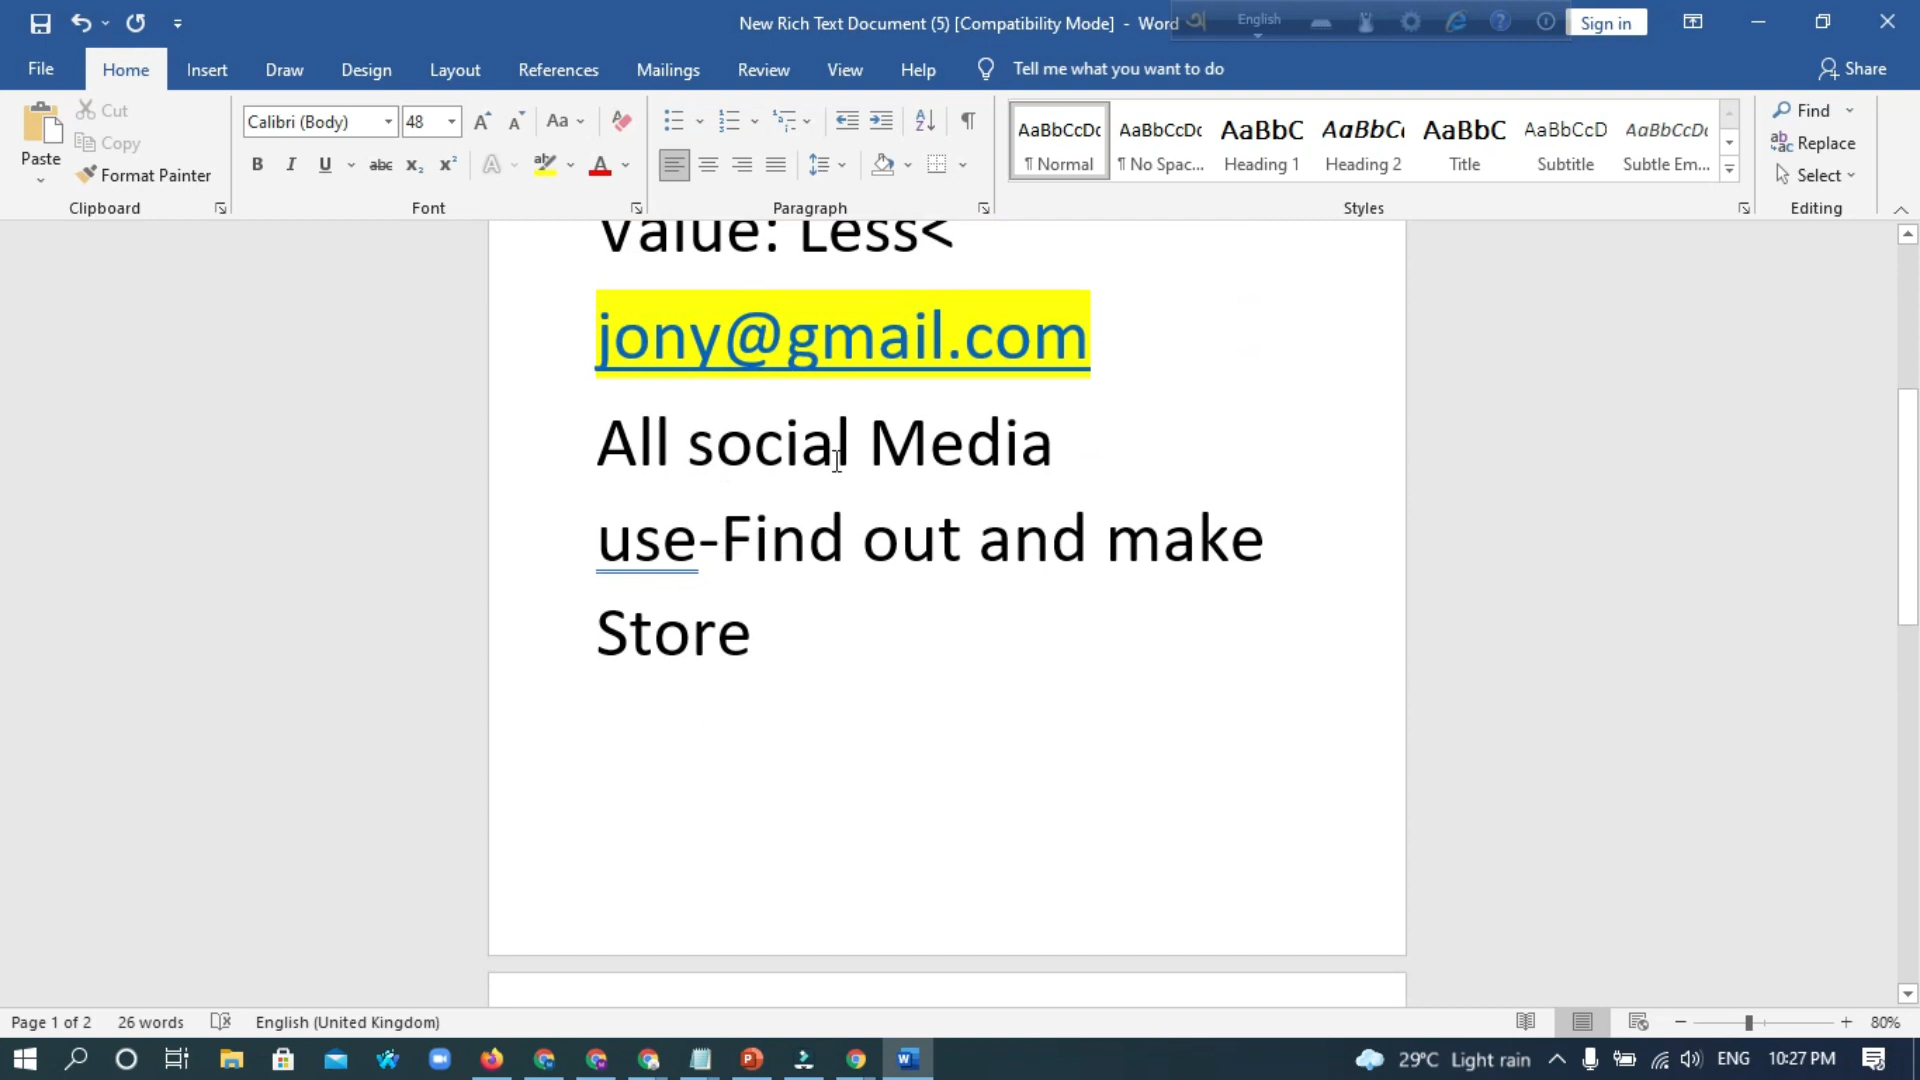 New Rich Text Document (5) [Compatibility Mode] - Word
English
Sign in
File Home Insert Draw Design Layout References Mailings Review View Help Tell me what you want to do Share
Paste
Cut
Copy
Format Painter
Clipboard
Calibri (Body) 48
Font
Paragraph
AaBbCcDc AaBbCcDc AaBbC AaBbC AaBbC AaBbCcD AaBbCcDc
¶ Normal ¶ No Spac... Heading 1 Heading 2 Title Subtitle Subtle Em...
Styles
Find
Replace
Select
Editing
Value: Less<
jony@gmail.com
All social Media
use-Find out and make
Store
Page 1 of 2 26 words English (United Kingdom) 80%
29°C Light rain ENG 10:27 PM